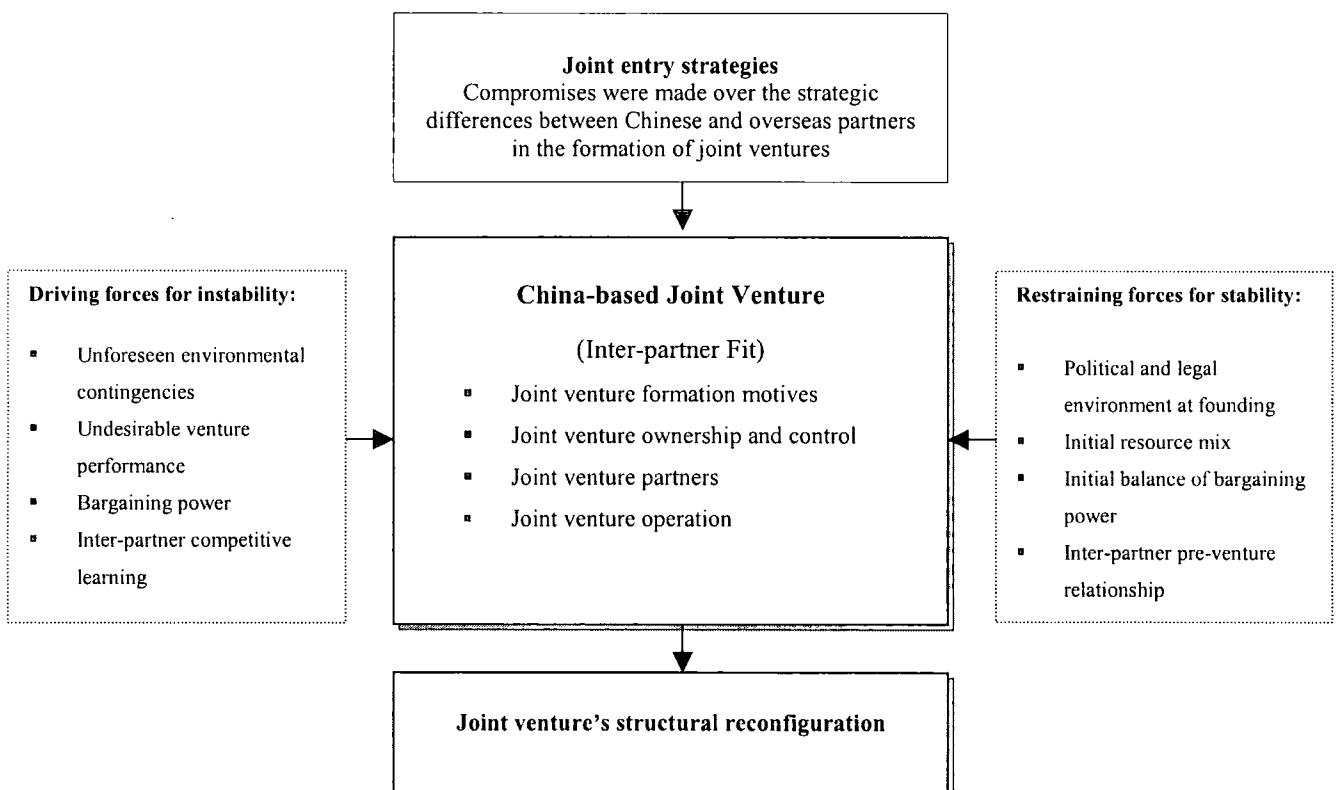 Joint entry strategies
Compromises were made over the strategic
differences between Chinese and overseas partners
in the formation of joint ventures
Driving forces for instability:
▪ Unforeseen environmental
contingencies
▪ Undesirable venture
performance
▪ Bargaining power
▪ Inter-partner competitive
learning
China-based Joint Venture
(Inter-partner Fit)
▪ Joint venture formation motives
▪ Joint venture ownership and control
▪ Joint venture partners
▪ Joint venture operation
Restraining forces for stability:
▪ Political and legal
environment at founding
▪ Initial resource mix
▪ Initial balance of bargaining
power
▪ Inter-partner pre-venture
relationship
Joint venture's structural reconfiguration